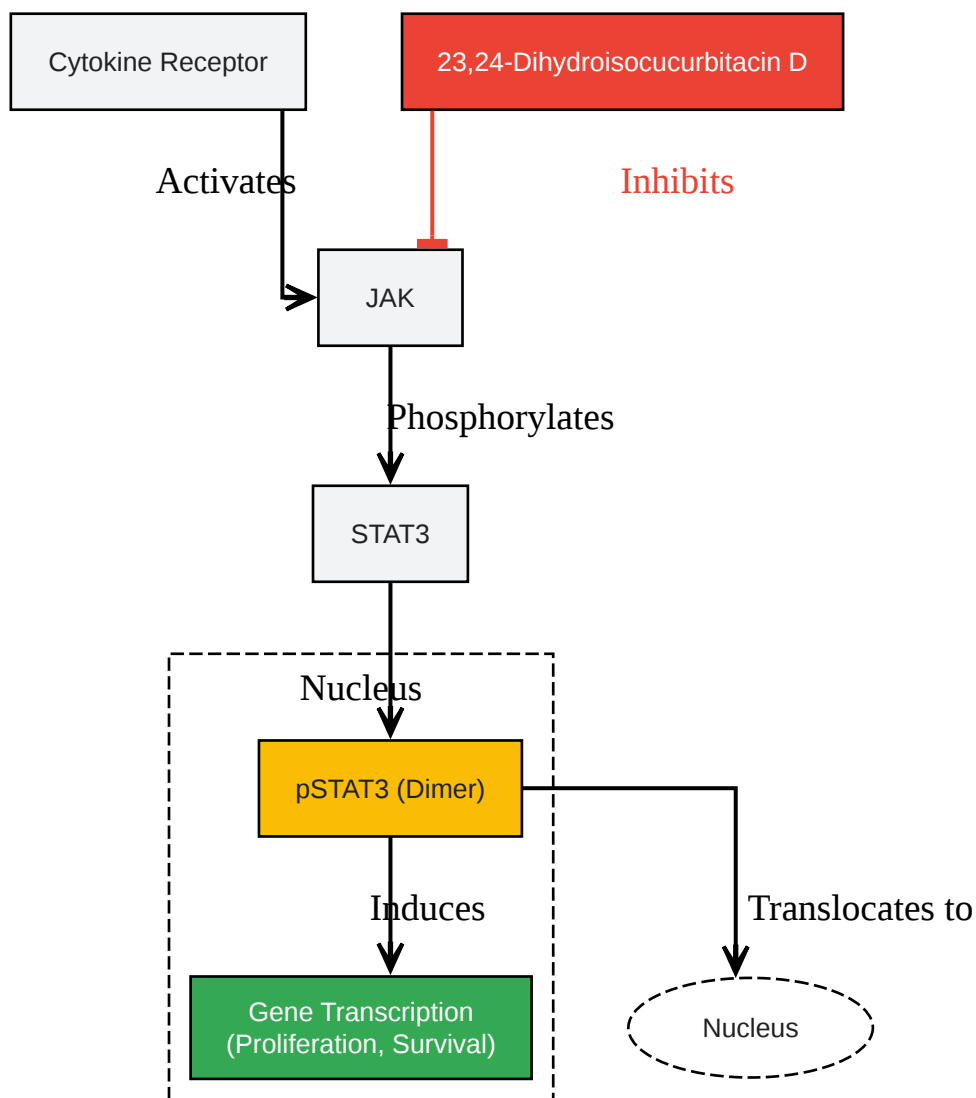 Cytokine Receptor
23,24-Dihydroisocucurbitacin D
Activates
Inhibits
JAK
Phosphorylates
STAT3
Nucleus
pSTAT3 (Dimer)
Induces
Translocates to
Gene Transcription
(Proliferation, Survival)
Nucleus